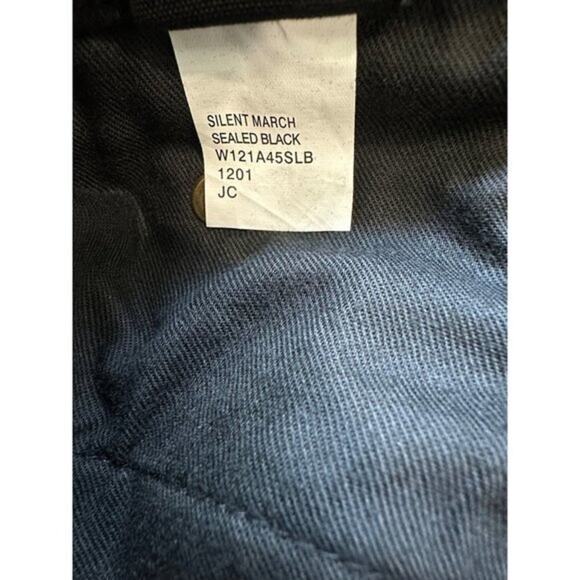 SILENT MARCH
SEALED BLACK
W121A45SLB
1201
JC